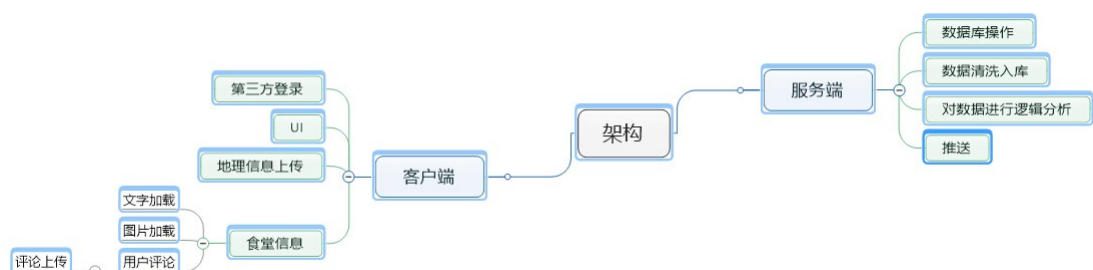 架构
服务端
数据库操作
数据清洗入库
对数据进行逻辑分析
推送
客户端
第三方登录
UI
地理信息上传
食堂信息
文字加载
图片加载
用户评论
评论上传